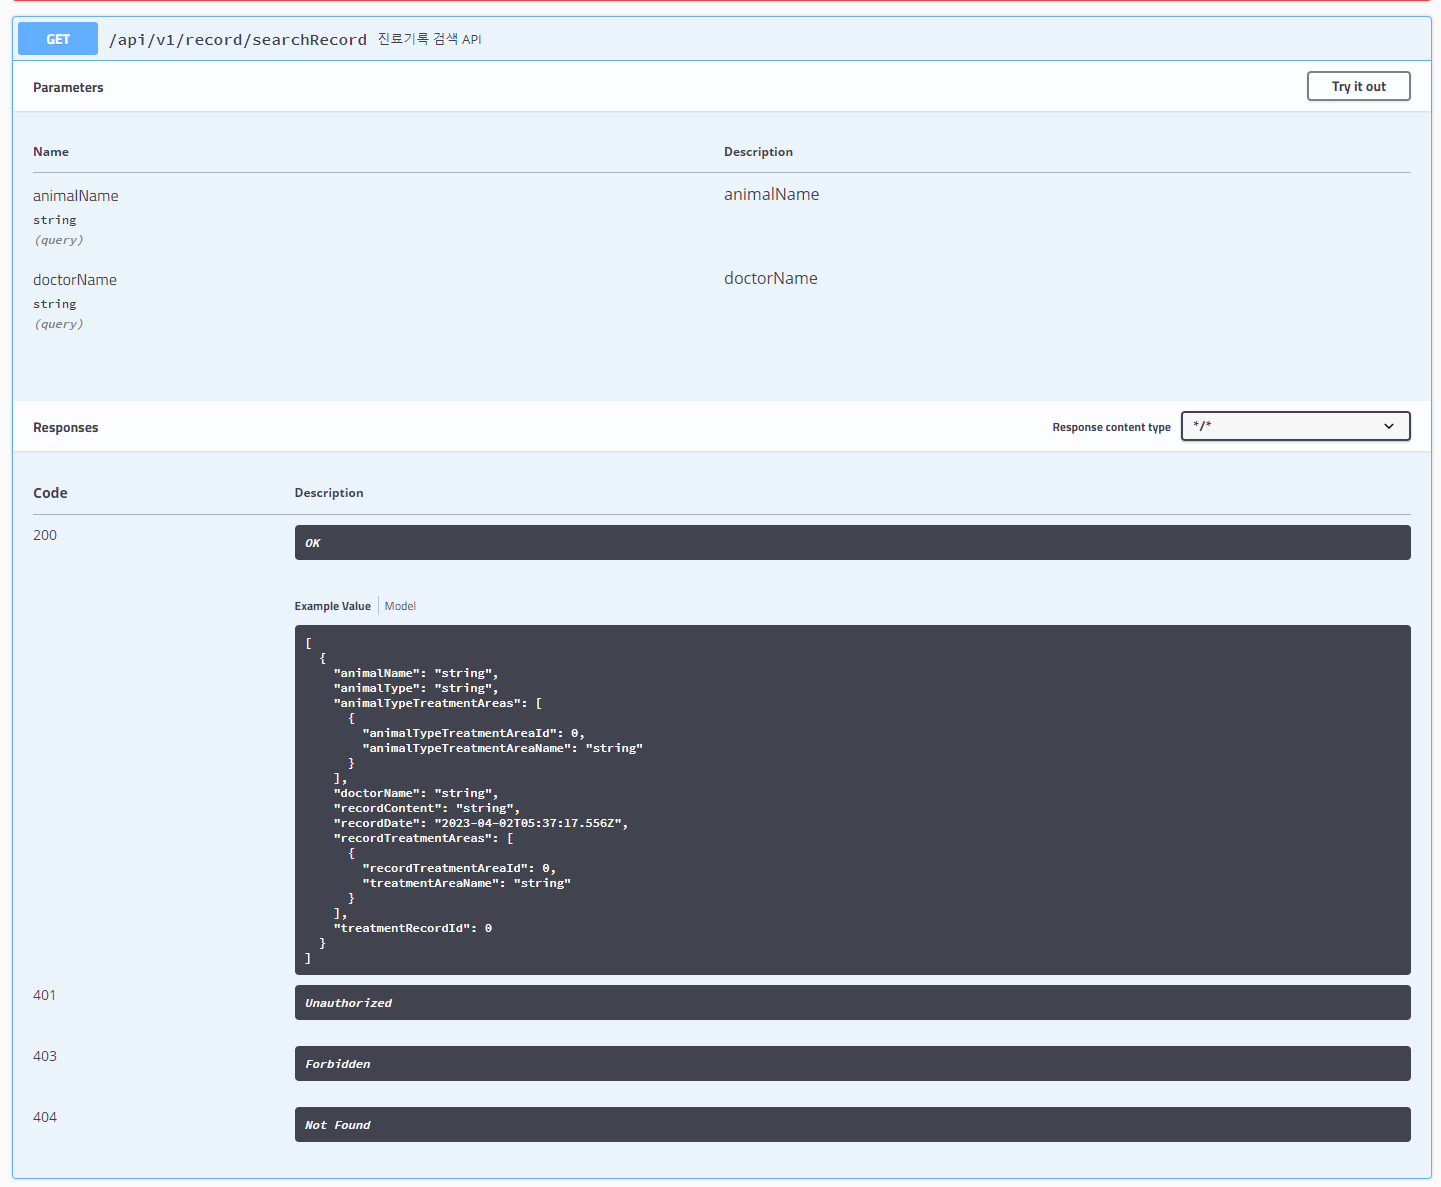 GET /api/v1/record/searchRecord 진료기록 검색 API
Parameters
Try it out
Name Description
animalName animalName
string
(query)
doctorName doctorName
string
(query)
Responses
Response content type */*
Code Description
200 OK
Example Value Model
[
  {
    "animalName": "string",
    "animalType": "string",
    "animalTypeTreatmentAreas": [
      {
        "animalTypeTreatmentAreaId": 0,
        "animalTypeTreatmentAreaName": "string"
      }
    ],
    "doctorName": "string",
    "recordContent": "string",
    "recordDate": "2023-04-02T05:37:17.556Z",
    "recordTreatmentAreas": [
      {
        "recordTreatmentAreaId": 0,
        "treatmentAreaName": "string"
      }
    ],
    "treatmentRecordId": 0
  }
]
401 Unauthorized
403 Forbidden
404 Not Found